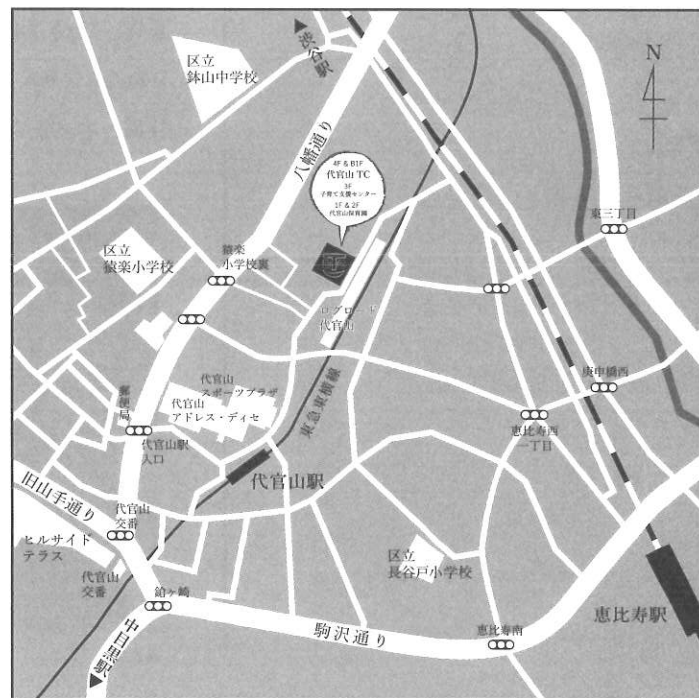 渋谷駅
区立
鉢山中学校
八幡通り
N
4F & B1F
代官山 TC
3F
子育て支援センター
1F & 2F
代官山保育園
東三丁目
区立
猿楽小学校
猿楽
小学校裏
ログロード
代官山
庚申橋西
代官山
スポーツプラザ
代官山
アドレス・ディセ
東急東横線
郵便局
代官山駅
入口
恵比寿西
一丁目
代官山駅
旧山手通り
代官山
交番
ヒルサイド
テラス
代官山
交番
区立
長谷戸小学校
鎗ヶ崎
恵比寿駅
駒沢通り
恵比寿南
中目黒駅